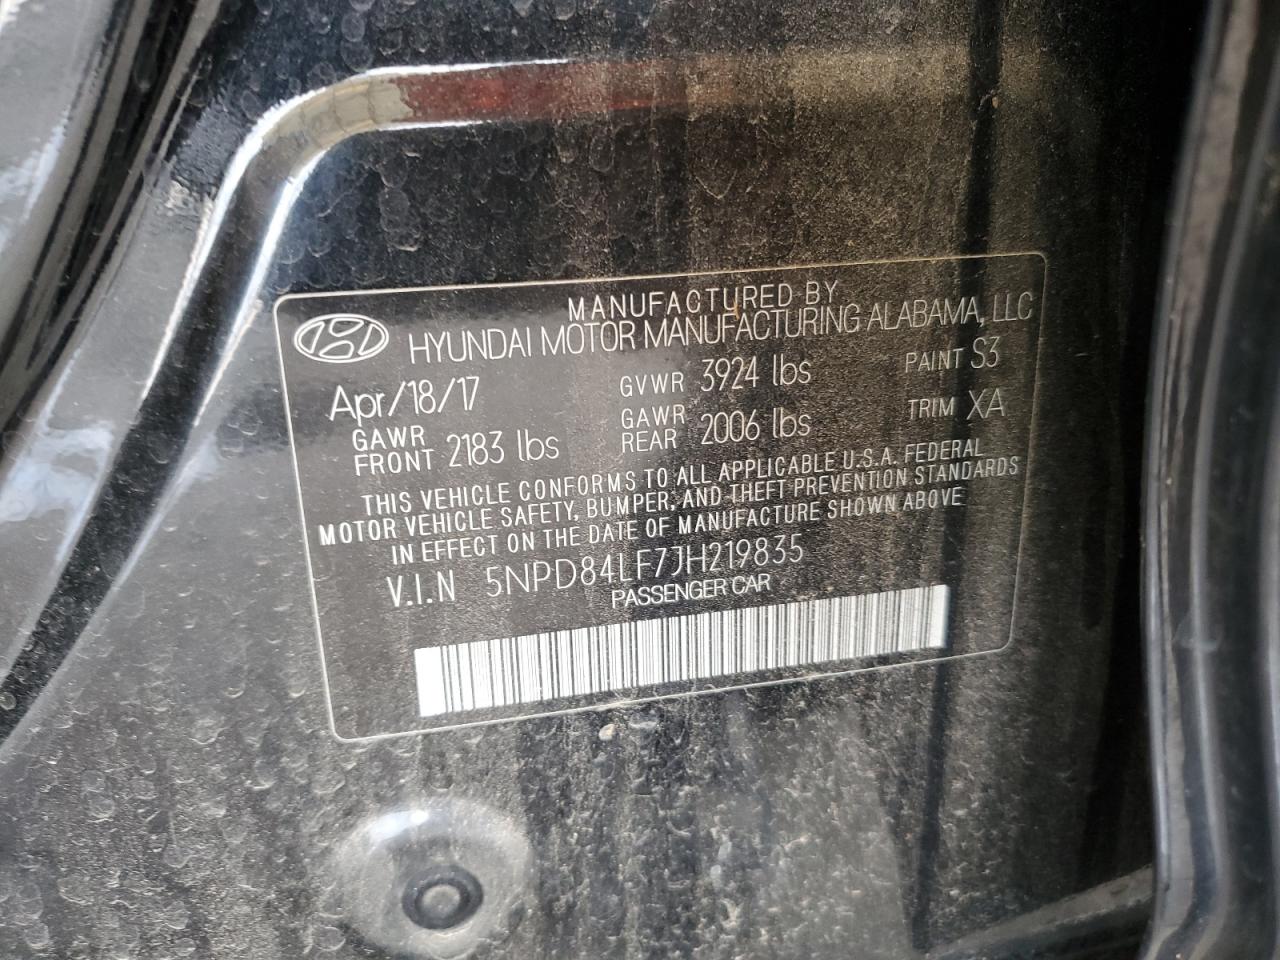 MANUFACTURED BY
HYUNDAI MOTOR MANUFACTURING ALABAMA, LLC
Apr/18/17 GVWR 3924 lbs PAINT S3
GAWR FRONT 2183 lbs GAWR REAR 2006 lbs TRIM XA
THIS VEHICLE CONFORMS TO ALL APPLICABLE U.S.A. FEDERAL
MOTOR VEHICLE SAFETY, BUMPER, AND THEFT PREVENTION STANDARDS
IN EFFECT ON THE DATE OF MANUFACTURE SHOWN ABOVE
V.I.N 5NPD84LF7JH219835
PASSENGER CAR